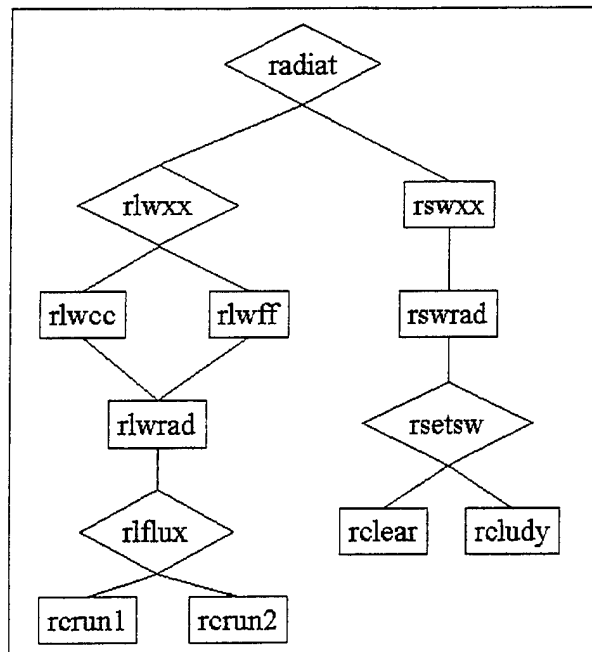 radiat
rlwxx
rswxx
rlwcc
rlwff
rswrad
rlwrad
rsetsw
rclear
rcludy
rlflux
rcrun1
rcrun2